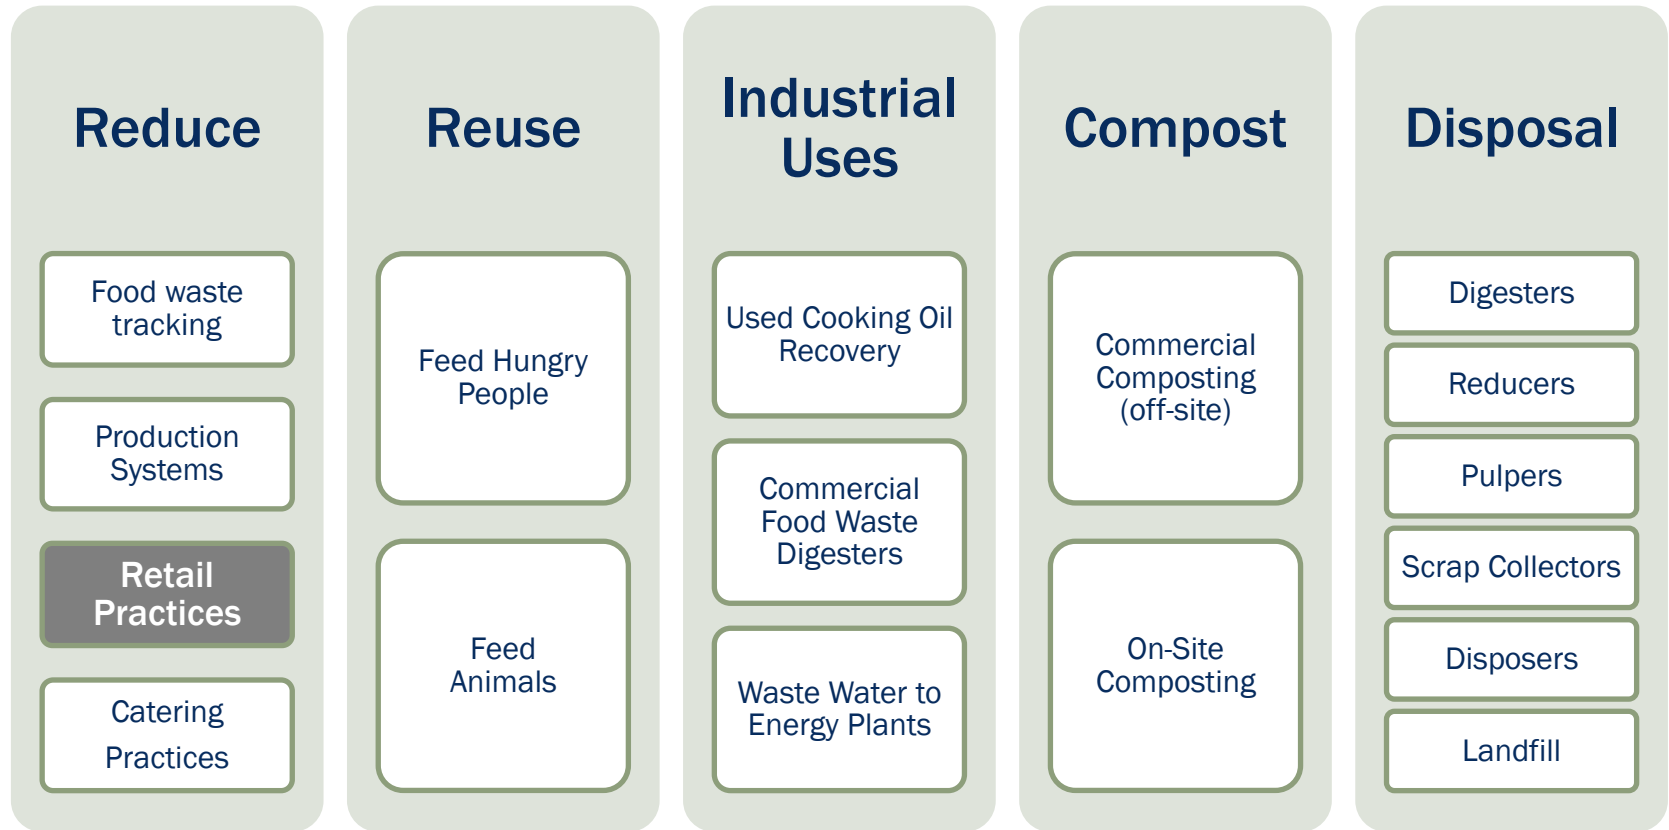 Reduce
Food waste
tracking
Production
Systems
Retail
Practices
Catering
Practices
Reuse
Feed Hungry
People
Feed
Animals
Industrial
Uses
Used Cooking Oil
Recovery
Commercial
Food Waste
Digesters
Waste Water to
Energy Plants
Compost
Commercial
Composting
(off-site)
On-Site
Composting
Disposal
Digesters
Reducers
Pulpers
Scrap Collectors
Disposers
Landfill